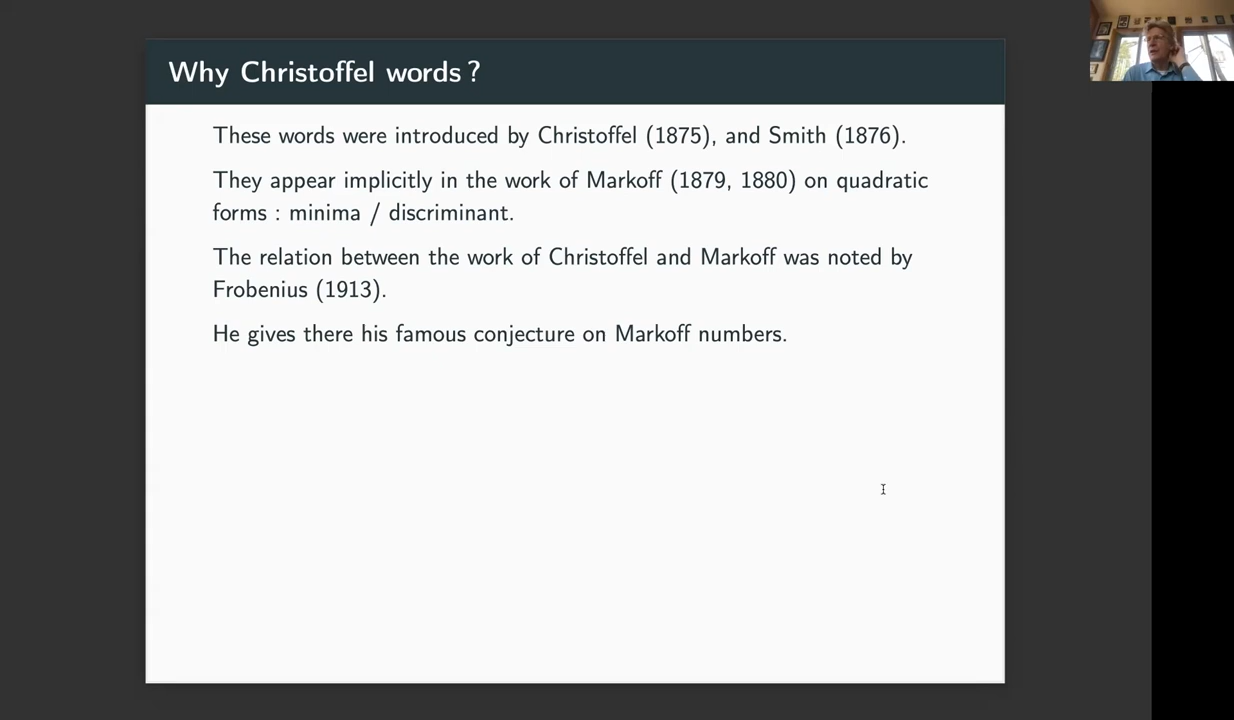 Why Christoffel words ?
These words were introduced by Christoffel (1875), and Smith (1876).
They appear implicitly in the work of Markoff (1879, 1880) on quadratic
forms : minima / discriminant.
The relation between the work of Christoffel and Markoff was noted by
Frobenius (1913).
He gives there his famous conjecture on Markoff numbers.